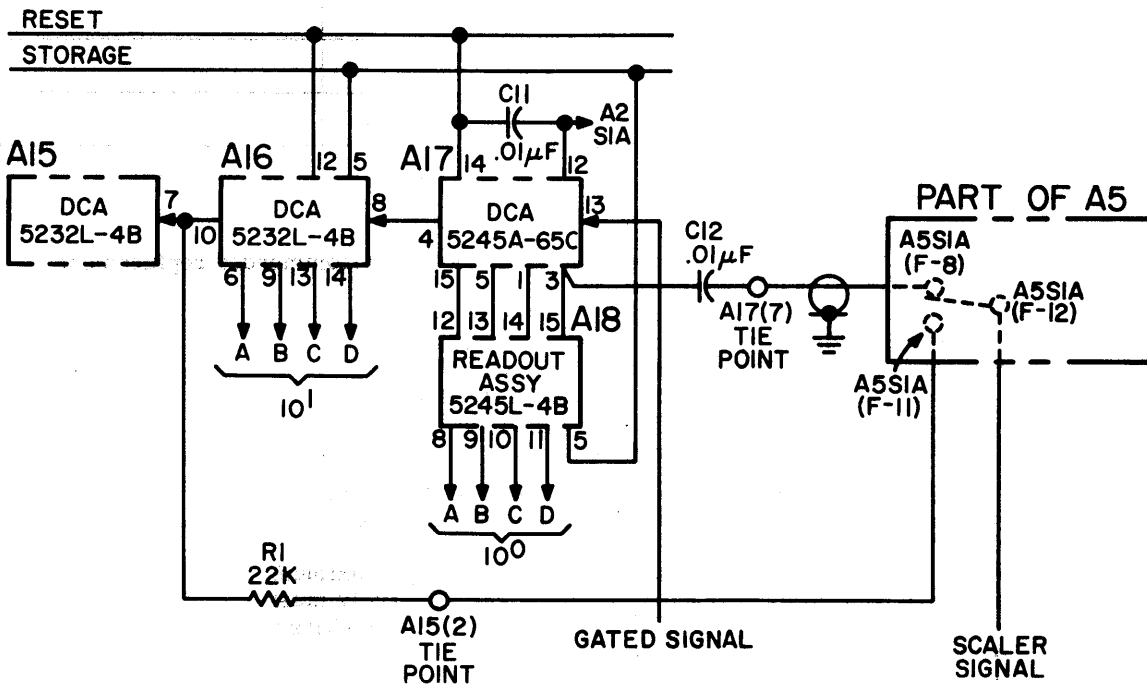 RESET
STORAGE
C11
.01µF
A2
S1A
A15
A16
A17
12
5
14
12
DCA
5232L-4B
7
10
DCA
5232L-4B
8
4
DCA
5245A-65C
13
6
9
13
14
15
5
1
3
A
B
C
D
10¹
12
13
14
15
A18
READOUT
ASSY
5245L-4B
8
9
10
11
5
A
B
C
D
10⁰
C12
.01µF
A17(7)
TIE
POINT
PART OF A5
A5S1A
(F-8)
A5S1A
(F-12)
A5S1A
(F-11)
R1
22K
A15(2)
TIE
POINT
GATED SIGNAL
SCALER
SIGNAL